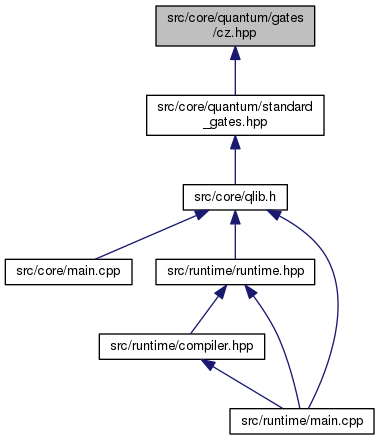 src/core/quantum/gates
/cz.hpp
src/core/quantum/standard
_gates.hpp
src/core/qlib.h
src/core/main.cpp
src/runtime/runtime.hpp
src/runtime/compiler.hpp
src/runtime/main.cpp